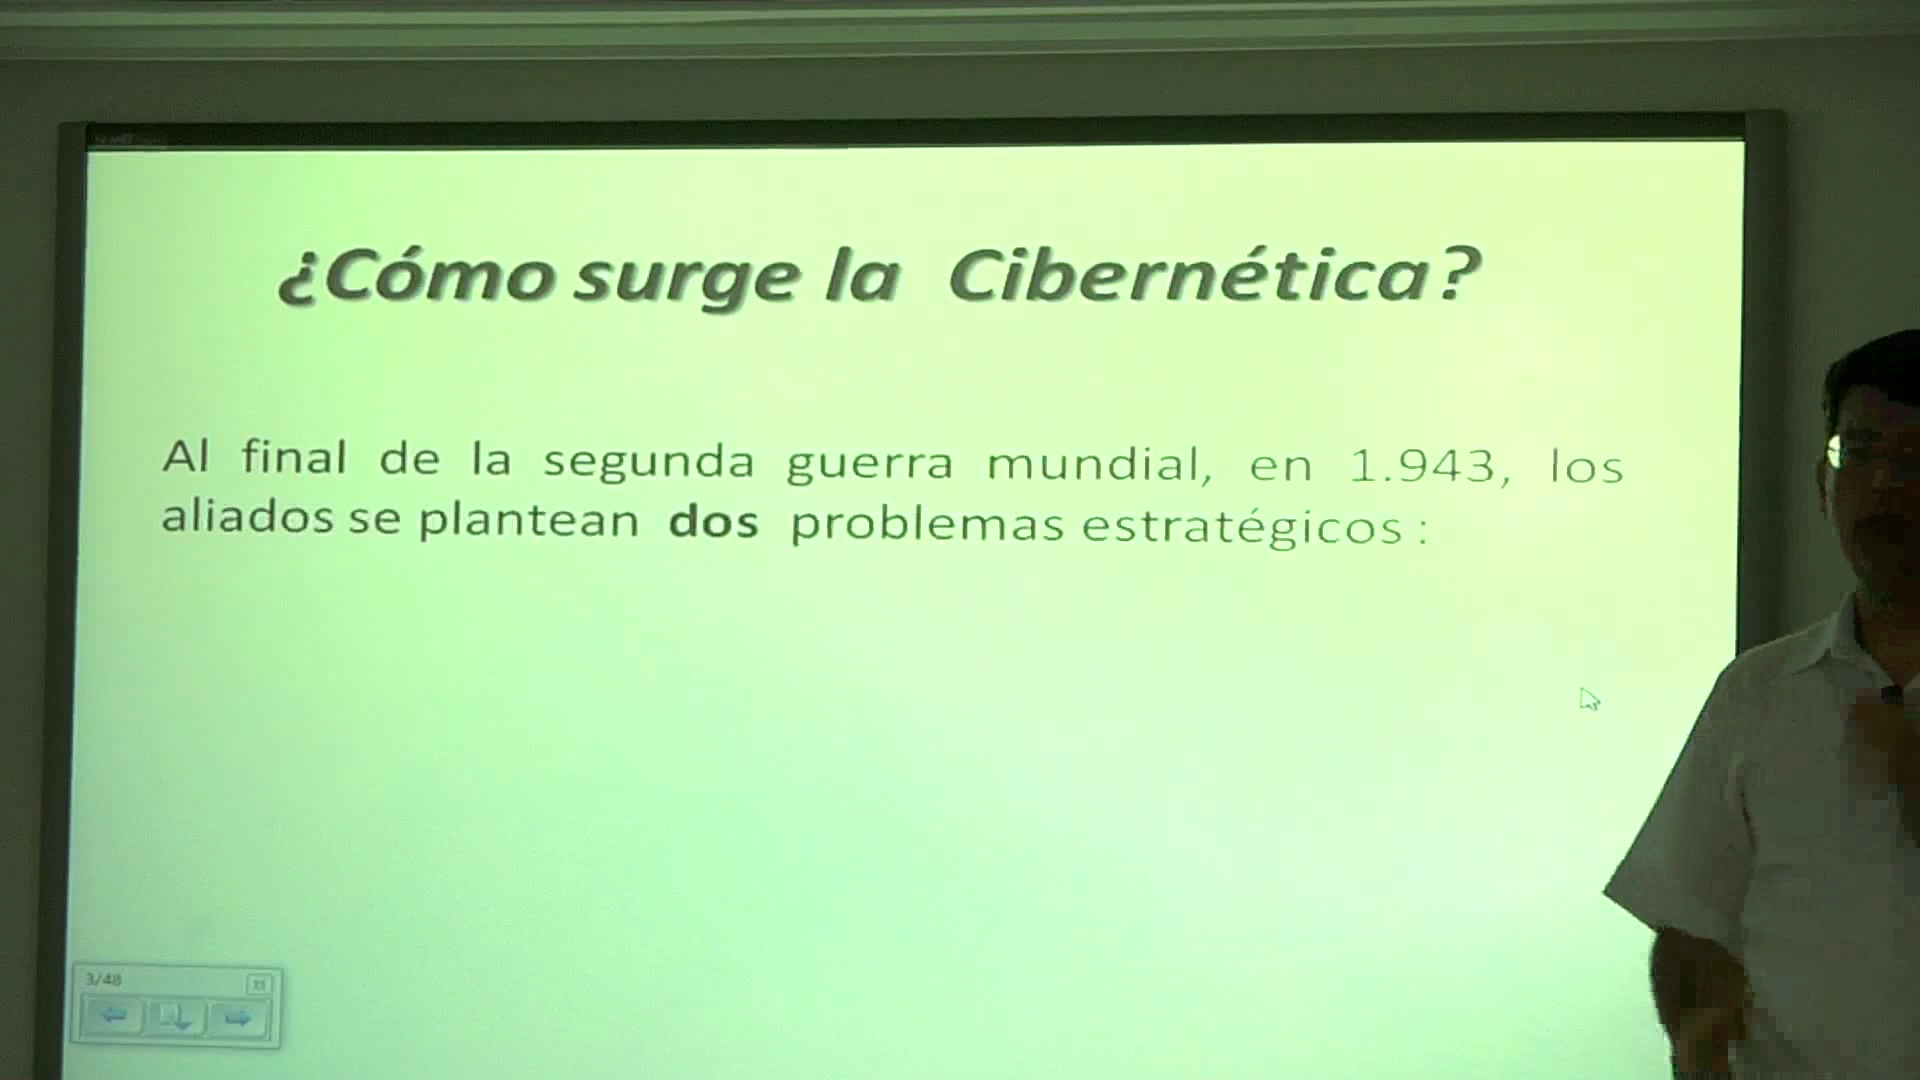 ¿Cómo surge la Cibernética?
Al final de la segunda guerra mundial, en 1.943, los
aliados se plantean dos problemas estratégicos :
3/48